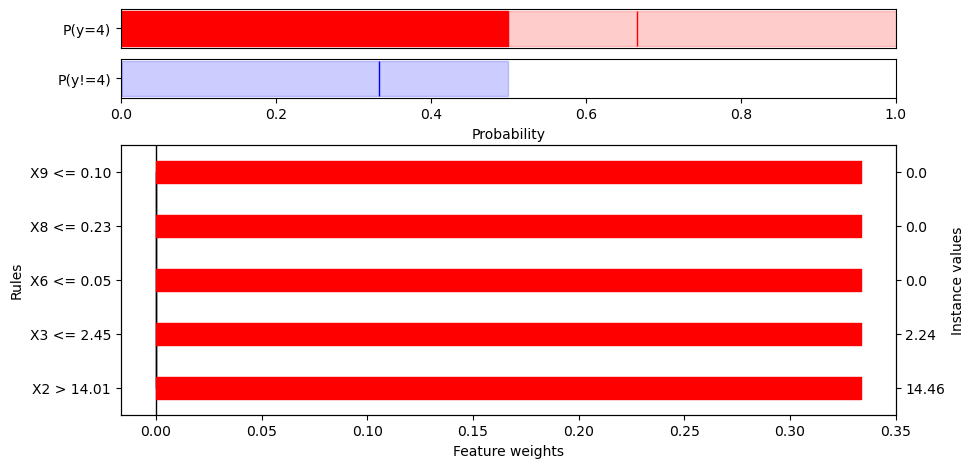 P(y=4)
P(y!=4)
0.0 0.2 0.4 0.6 0.8 1.0
Probability
X9 <= 0.10 0.0
X8 <= 0.23 0.0
X6 <= 0.05 0.0
X3 <= 2.45 2.24
X2 > 14.01 14.46
Rules
Instance values
0.00 0.05 0.10 0.15 0.20 0.25 0.30 0.35
Feature weights